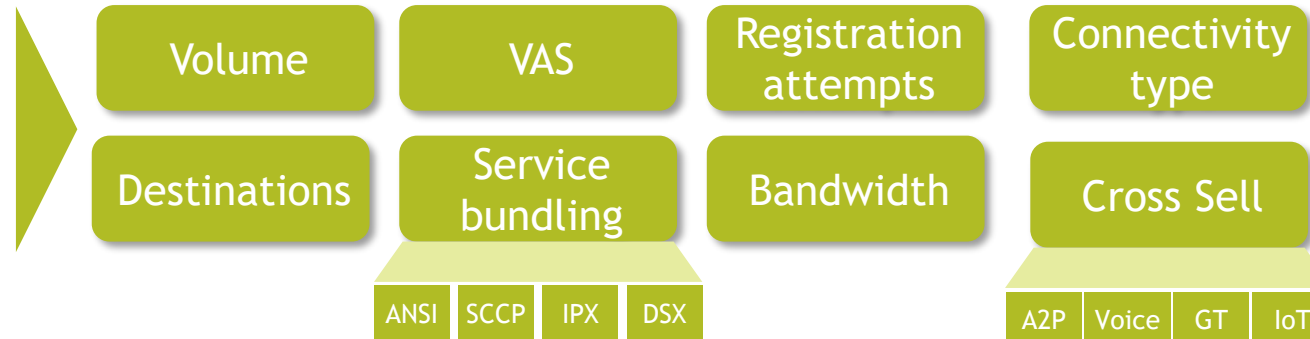 Volume
VAS
Registration
attempts
Connectivity
type
Destinations
Service
bundling
Bandwidth
Cross Sell
ANSI
SCCP
IPX
DSX
A2P
Voice
GT
IoT